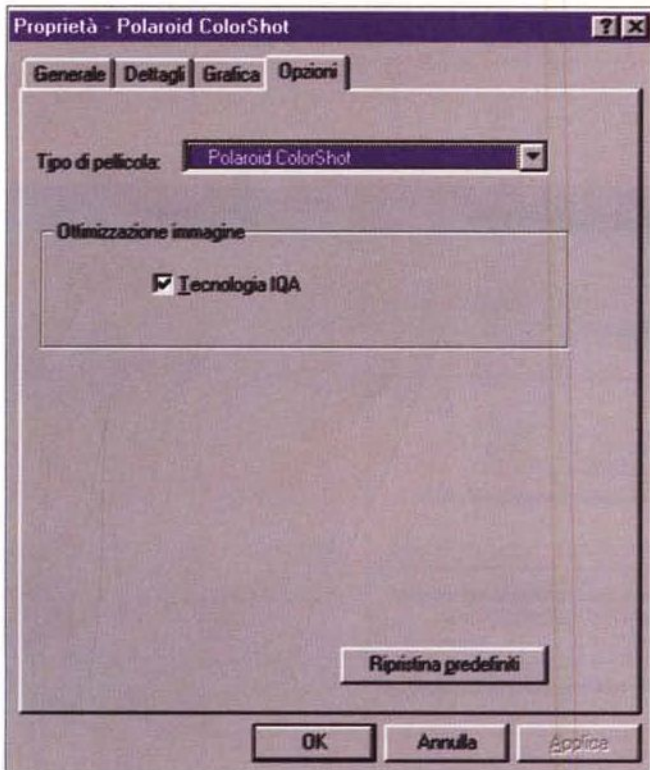 Proprietà - Polaroid ColorShot
Generale Dettagli Grafica Opzioni
Tipo di pellicola: Polaroid ColorShot
Ottimizzazione immagine
Tecnologia IQA
Ripristina predefiniti
OK Annulla Applica